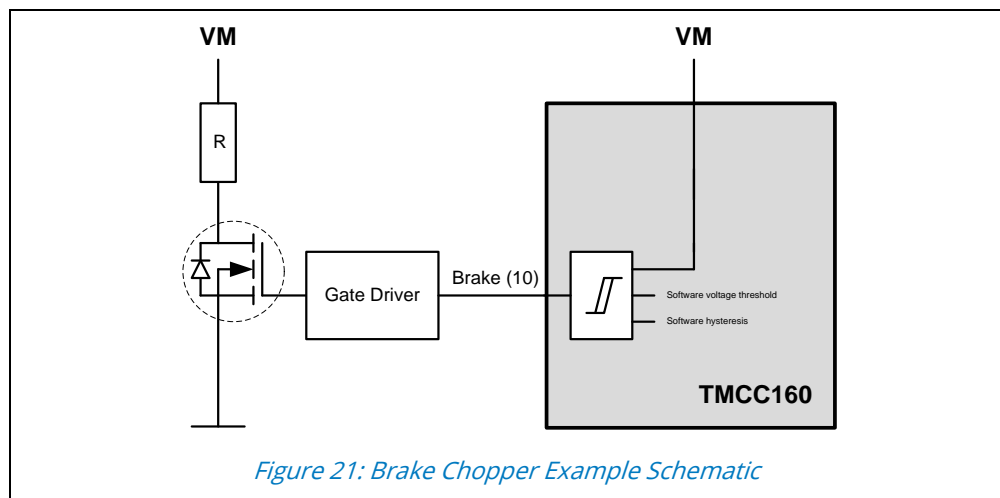 VM
VM
R
Gate Driver
Brake (10)
Software voltage threshold
Software hysteresis
TMCC160
Figure 21: Brake Chopper Example Schematic